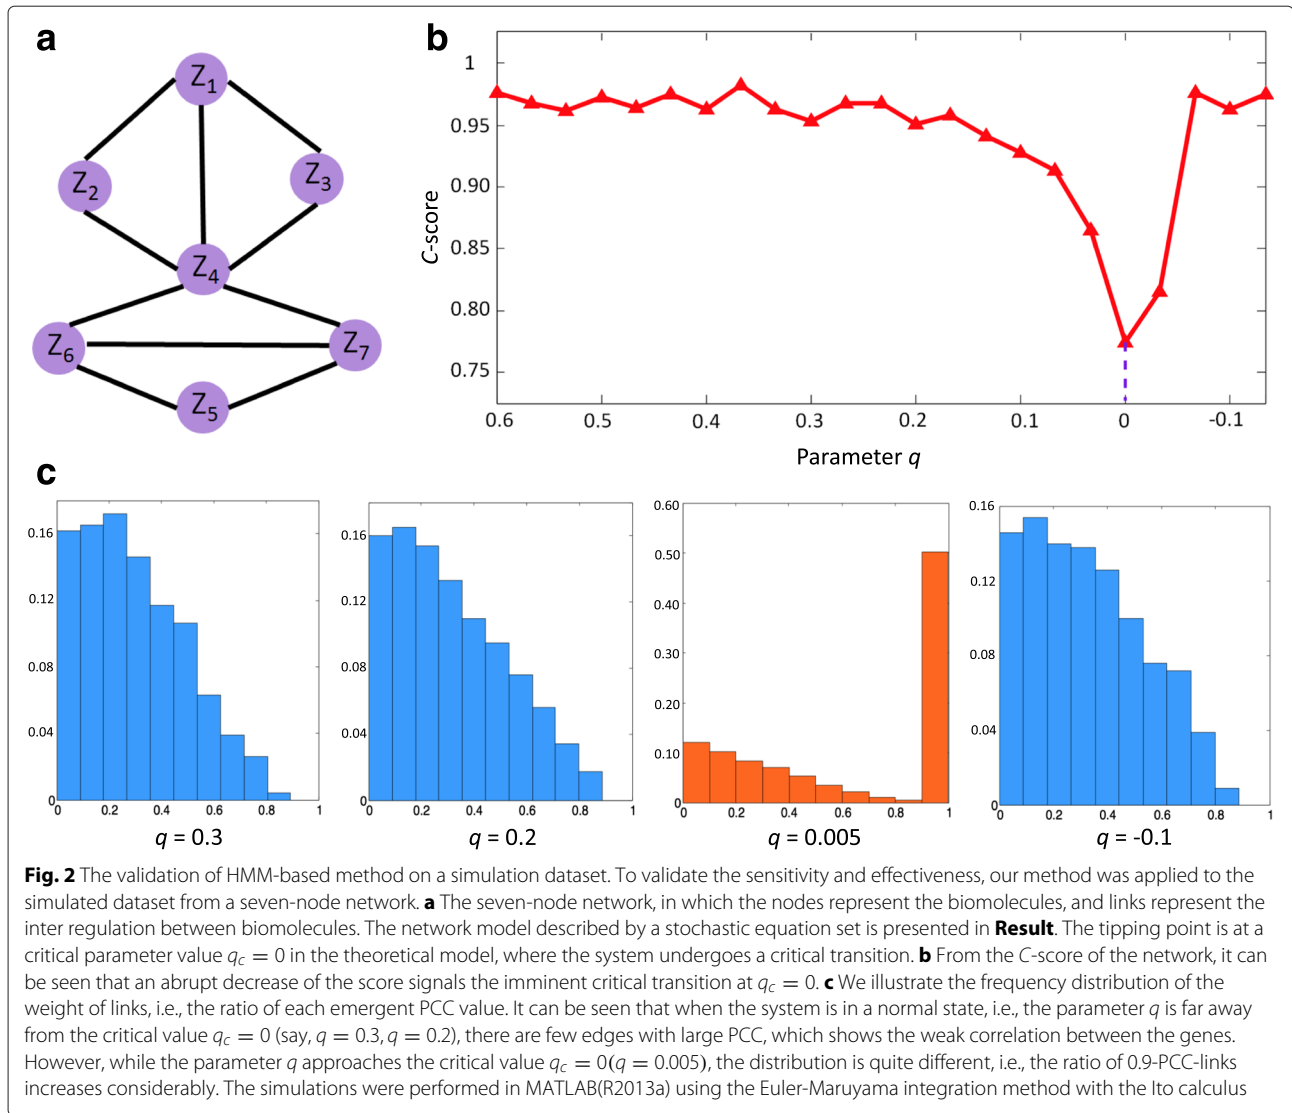 a
Z1
Z2
Z3
Z4
Z6
Z7
Z5
b
1
0.95
0.90
0.85
0.80
0.75
C-score
0.6 0.5 0.4 0.3 0.2 0.1 0 -0.1
Parameter q
c
0.16
0.12
0.08
0.04
0
0 0.2 0.4 0.6 0.8 1
q = 0.3
0.16
0.12
0.08
0.04
0
0 0.2 0.4 0.6 0.8 1
q = 0.2
0.60
0.50
0.40
0.30
0.20
0.10
0
0 0.2 0.4 0.6 0.8 1
q = 0.005
0.16
0.12
0.08
0.04
0
0 0.2 0.4 0.6 0.8 1
q = -0.1
Fig. 2 The validation of HMM-based method on a simulation dataset. To validate the sensitivity and effectiveness, our method was applied to the
simulated dataset from a seven-node network. a The seven-node network, in which the nodes represent the biomolecules, and links represent the
inter regulation between biomolecules. The network model described by a stochastic equation set is presented in Result. The tipping point is at a
critical parameter value qc = 0 in the theoretical model, where the system undergoes a critical transition. b From the C-score of the network, it can
be seen that an abrupt decrease of the score signals the imminent critical transition at qc = 0. c We illustrate the frequency distribution of the
weight of links, i.e., the ratio of each emergent PCC value. It can be seen that when the system is in a normal state, i.e., the parameter q is far away
from the critical value qc = 0 (say, q = 0.3, q = 0.2), there are few edges with large PCC, which shows the weak correlation between the genes.
However, while the parameter q approaches the critical value qc = 0(q = 0.005), the distribution is quite different, i.e., the ratio of 0.9-PCC-links
increases considerably. The simulations were performed in MATLAB(R2013a) using the Euler-Maruyama integration method with the Ito calculus